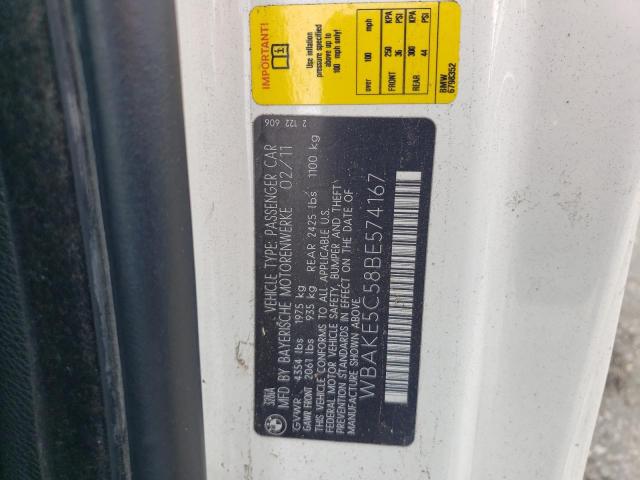 IMPORTANT!
Use inflation
pressure specified
above up to
100 mph only!
over 100 mph
FRONT 250 KPA 36 PSI
REAR 300 KPA 44 PSI
BMW
6798352
2 122 606
VEHICLE TYPE: PASSENGER CAR
MFD BY BAYERISCHE MOTORENWERKE 02/11
GVWR 4354 lbs 1975 kg
GAWR FRONT 2061 lbs 935 kg REAR 2425 lbs 1100 kg
THIS VEHICLE CONFORMS TO ALL APPLICABLE U.S.
FEDERAL MOTOR VEHICLE SAFETY, BUMPER AND THEFT
PREVENTION STANDARDS IN EFFECT ON THE DATE OF
MANUFACTURE SHOWN ABOVE.
WBAKE5C58BE574167